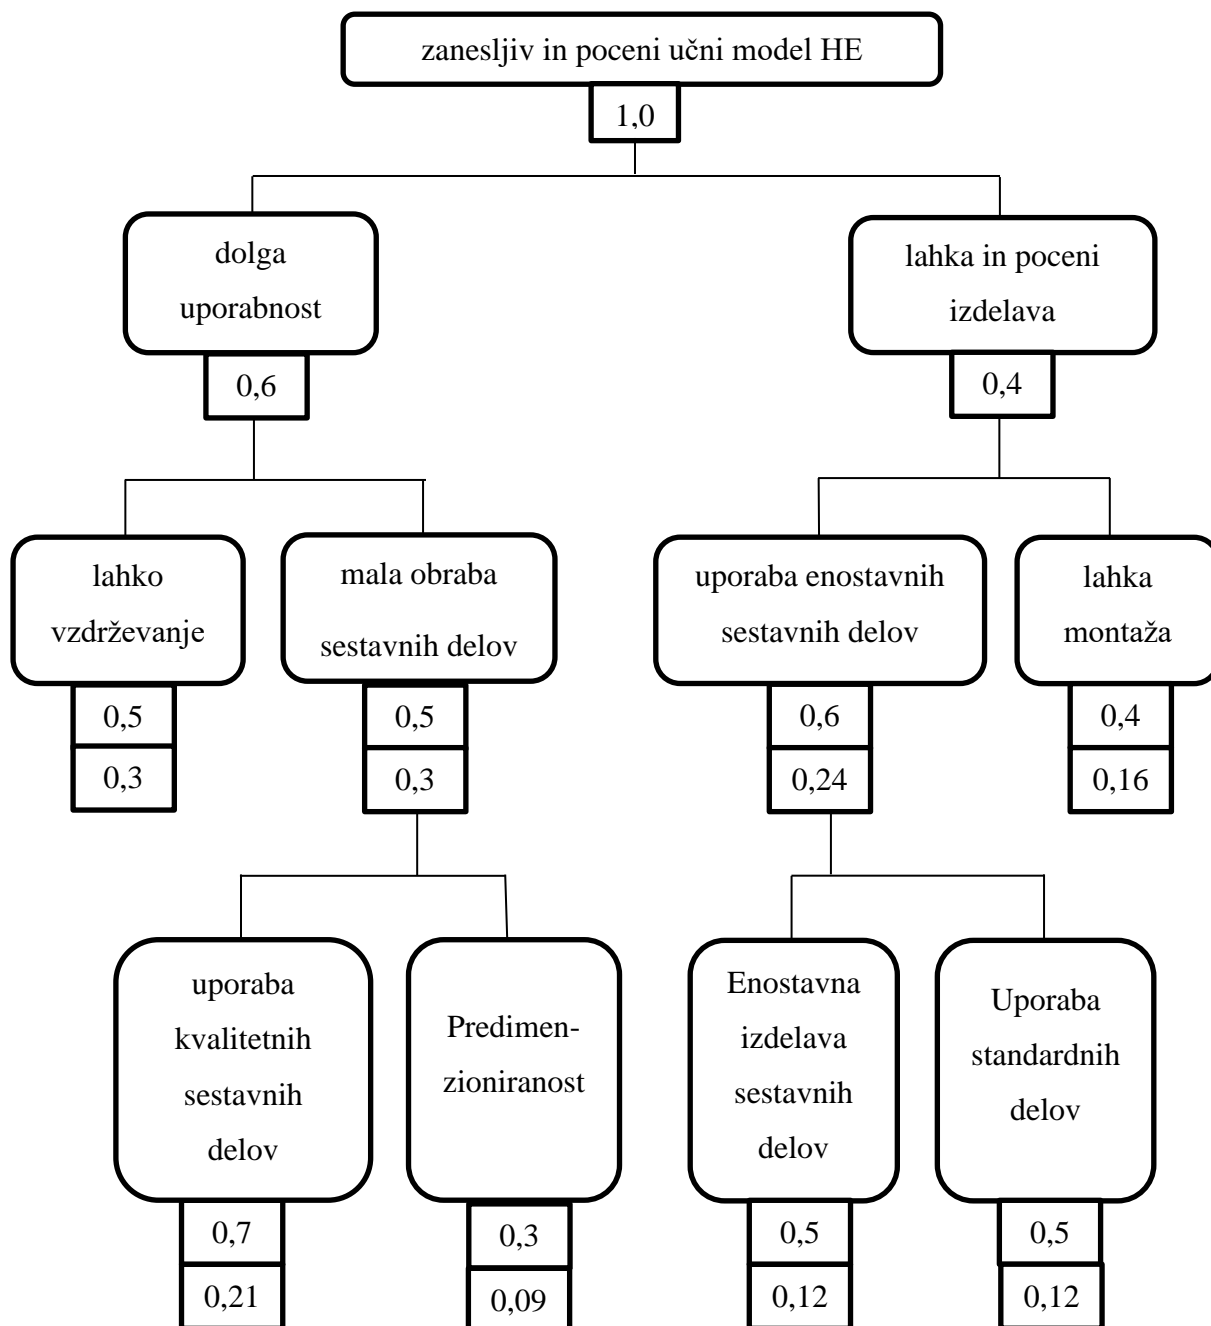 zanesljiv in poceni učni model HE
1,0
dolga
uporabnost
0,6
lahka in poceni
izdelava
0,4
lahko
vzdrževanje
0,5
0,3
mala obraba
sestavnih delov
0,5
0,3
uporaba enostavnih
sestavnih delov
0,6
0,24
lahka
montaža
0,4
0,16
uporaba
kvalitetnih
sestavnih
delov
0,7
0,21
Predimen-
zioniranost
0,3
0,09
Enostavna
izdelava
sestavnih
delov
0,5
0,12
Uporaba
standardnih
delov
0,5
0,12